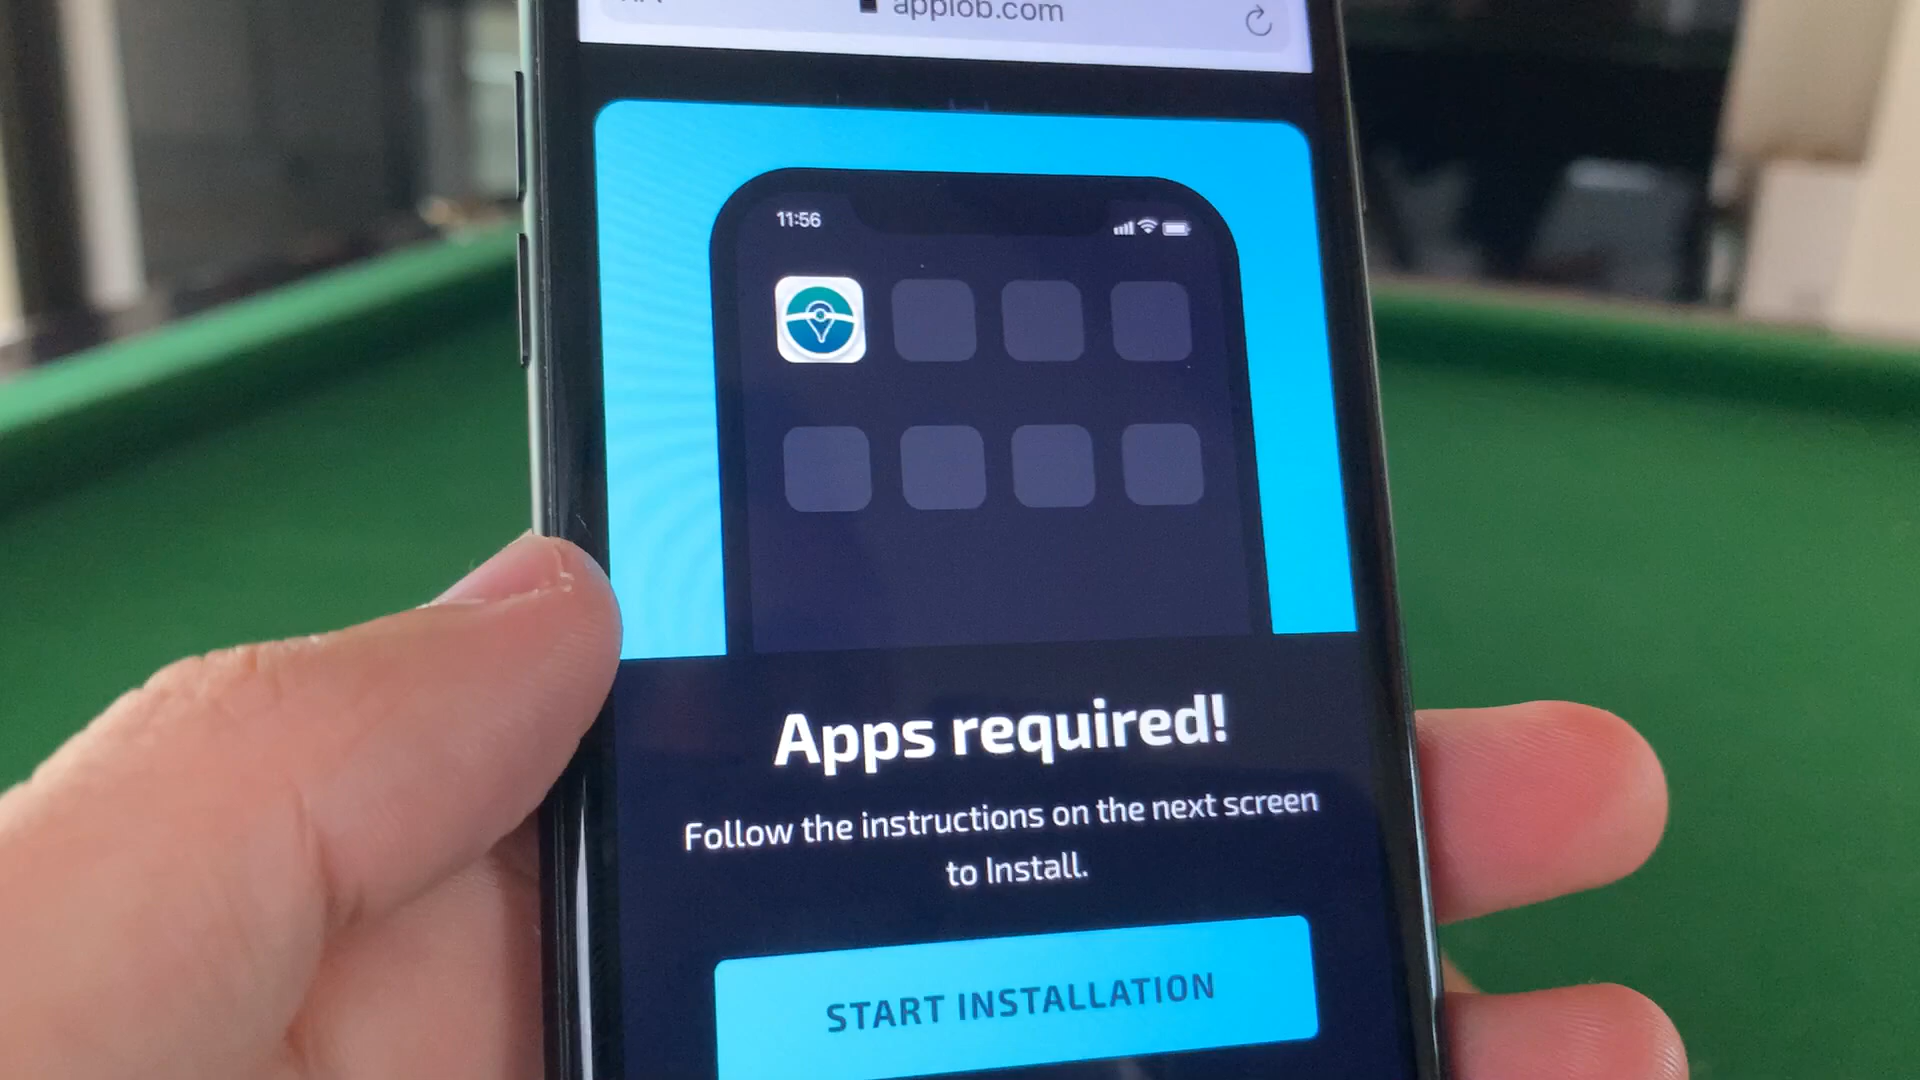 applob.com
11:56
Apps required!
Follow the instructions on the next screen
to Install.
START INSTALLATION